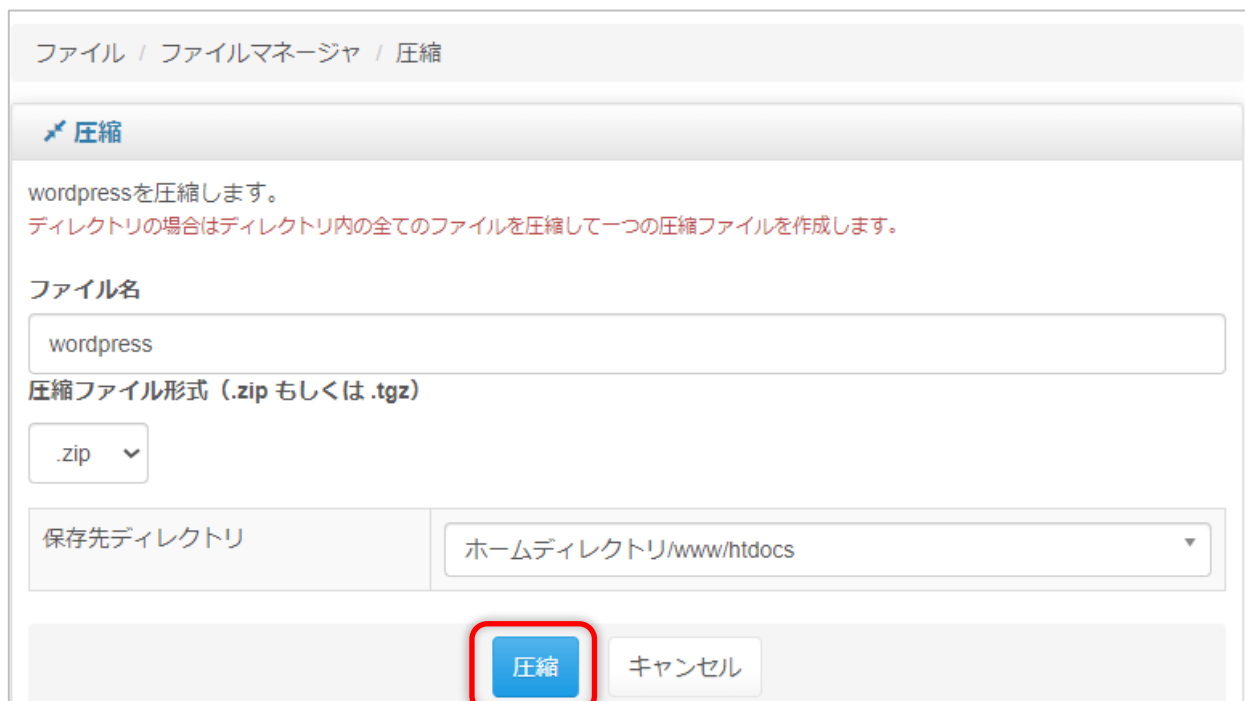 ファイル / ファイルマネージャ / 圧縮
圧縮
wordpressを圧縮します。
ディレクトリの場合はディレクトリ内の全てのファイルを圧縮して一つの圧縮ファイルを作成します。
ファイル名
wordpress
圧縮ファイル形式（.zip もしくは .tgz）
.zip
保存先ディレクトリ
ホームディレクトリ/www/htdocs
圧縮 キャンセル